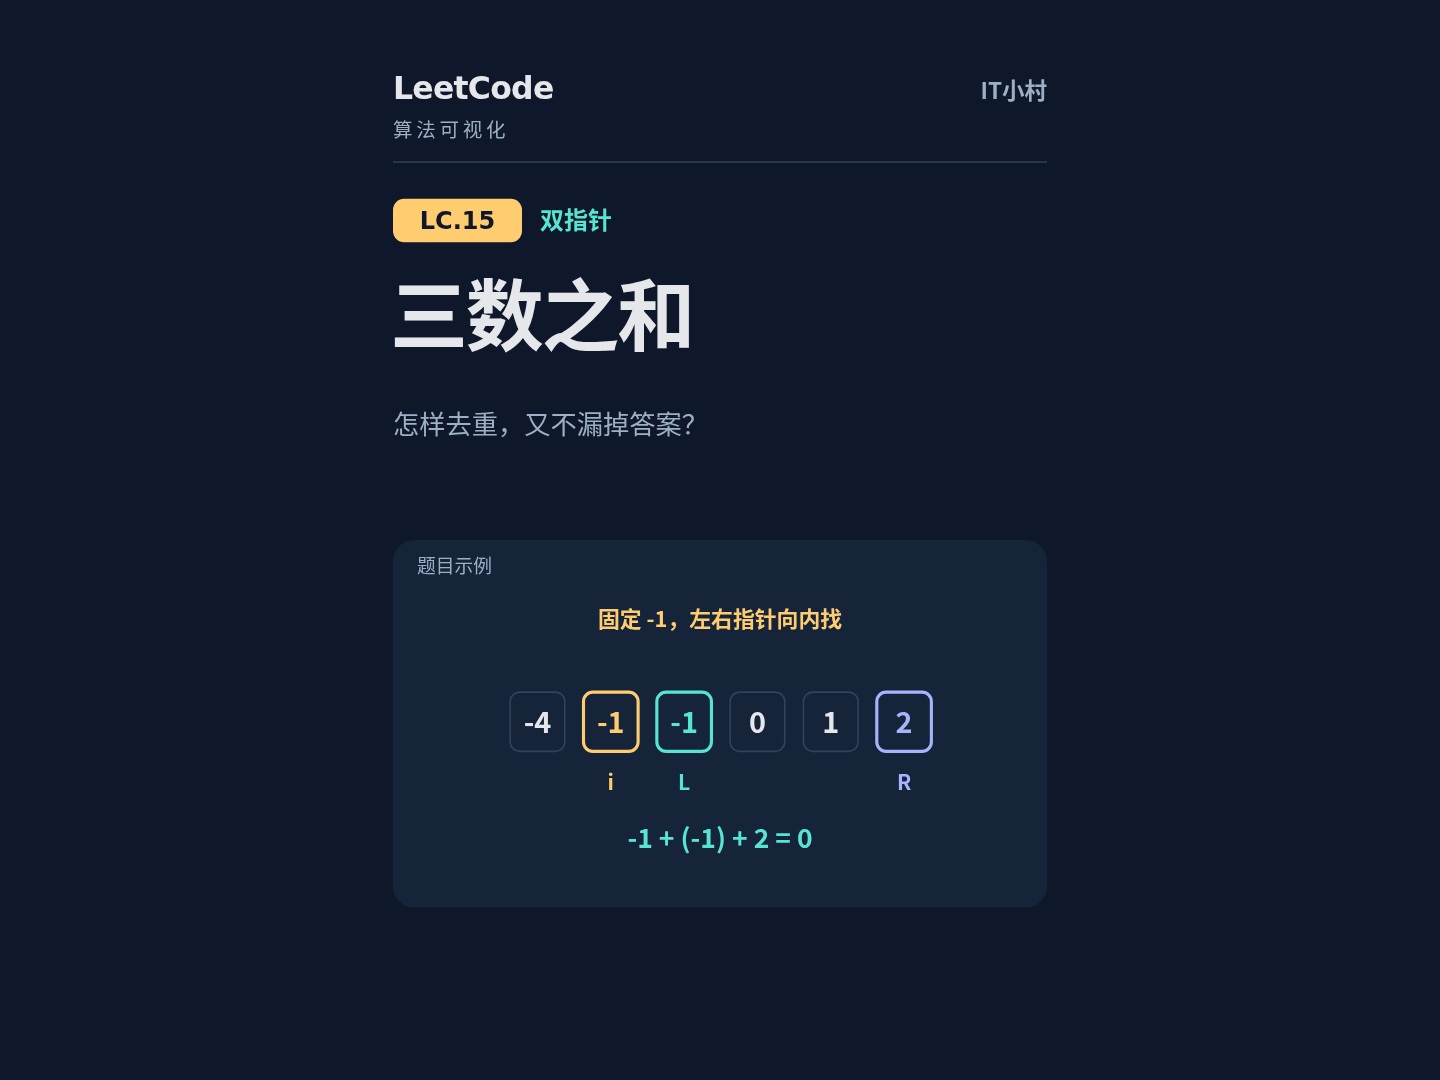 LeetCode
IT小村
算法可视化
LC.15 双指针
三数之和
怎样去重，又不漏掉答案？
题目示例
固定 -1，左右指针向内找
-4 -1 -1 0 1 2
i L R
-1 + (-1) + 2 = 0